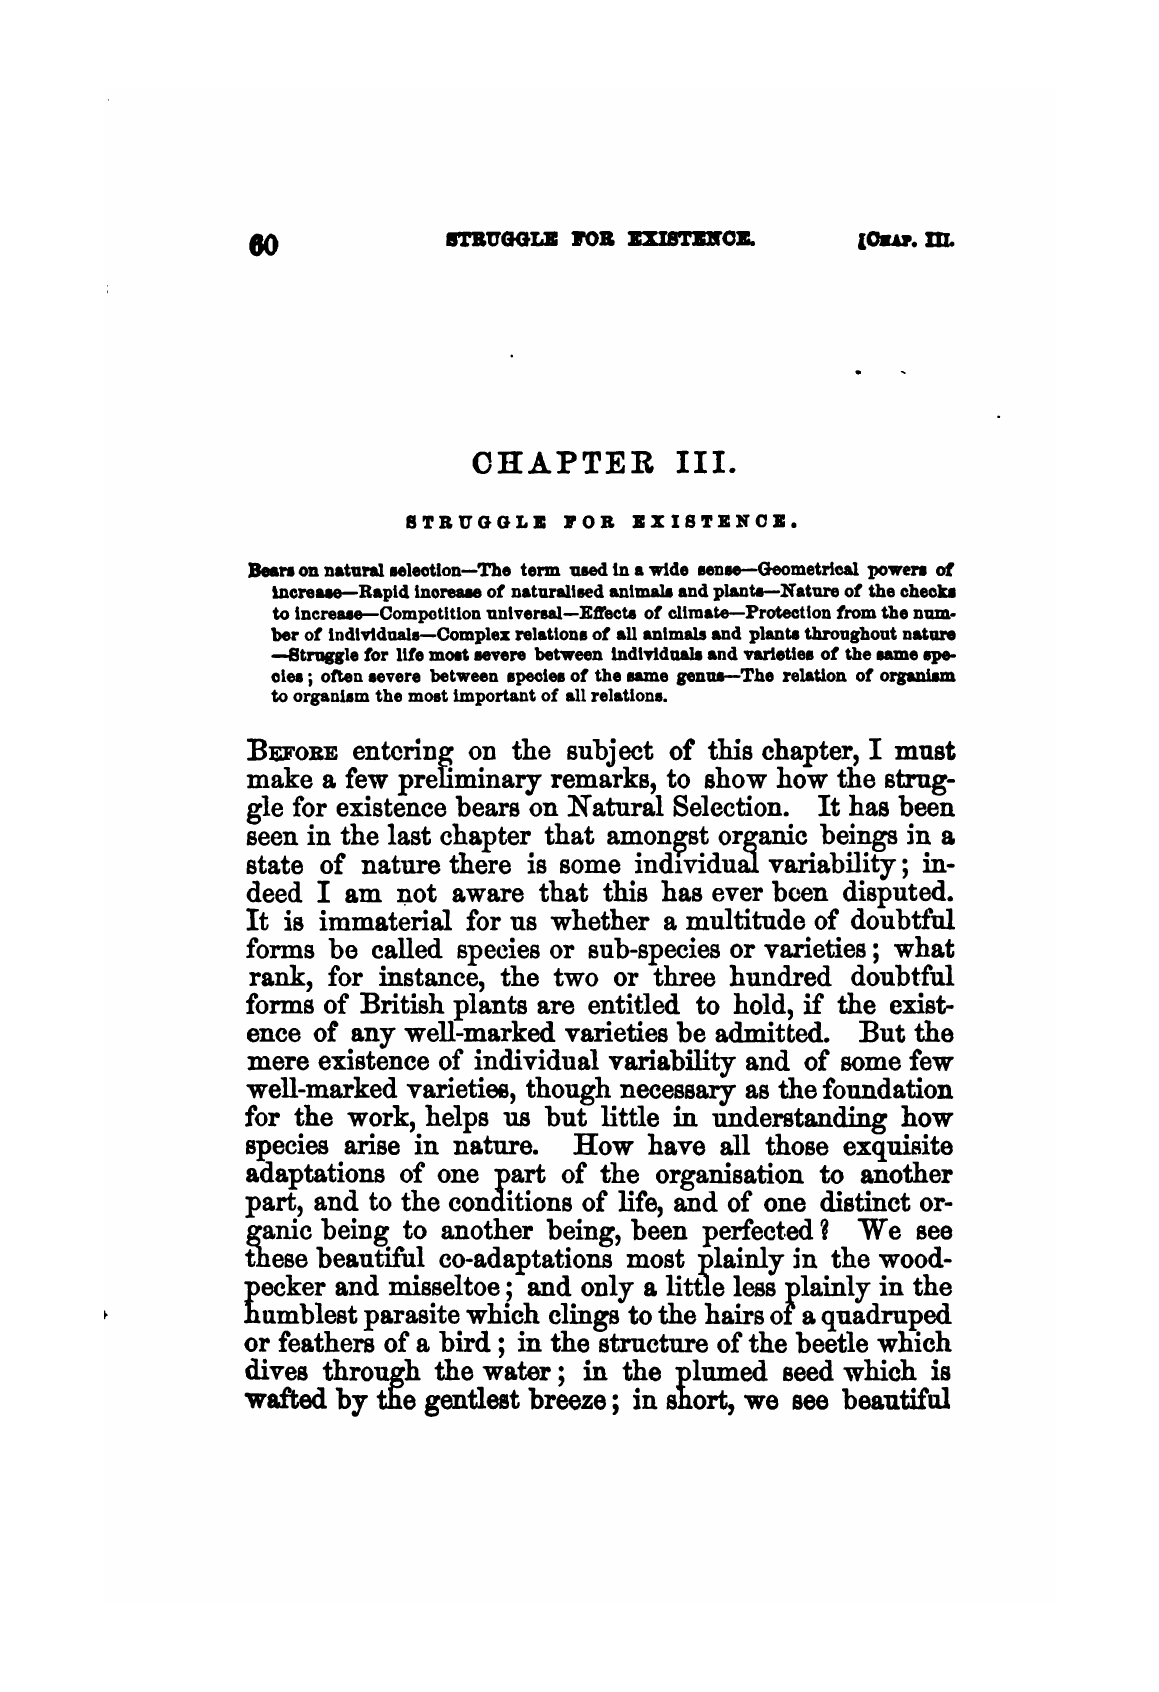 60 STRUGGLE FOR EXISTENCE. [CHAP. III.
CHAPTER III.
STRUGGLE FOR EXISTENCE.
Bears on natural selection—The term used in a wide sense—Geometrical powers of
increase—Rapid increase of naturalised animals and plants—Nature of the checks
to increase—Competition universal—Effects of climate—Protection from the num-
ber of individuals—Complex relations of all animals and plants throughout nature
—Struggle for life most severe between individuals and varieties of the same spe-
cies; often severe between species of the same genus—The relation of organism
to organism the most important of all relations.
BEFORE entering on the subject of this chapter, I must
make a few preliminary remarks, to show how the strug-
gle for existence bears on Natural Selection. It has been
seen in the last chapter that amongst organic beings in a
state of nature there is some individual variability; in-
deed I am not aware that this has ever been disputed.
It is immaterial for us whether a multitude of doubtful
forms be called species or sub-species or varieties; what
rank, for instance, the two or three hundred doubtful
forms of British plants are entitled to hold, if the exist-
ence of any well-marked varieties be admitted. But the
mere existence of individual variability and of some few
well-marked varieties, though necessary as the foundation
for the work, helps us but little in understanding how
species arise in nature. How have all those exquisite
adaptations of one part of the organisation to another
part, and to the conditions of life, and of one distinct or-
ganic being to another being, been perfected? We see
these beautiful co-adaptations most plainly in the wood-
pecker and misseltoe; and only a little less plainly in the
humblest parasite which clings to the hairs of a quadruped
or feathers of a bird; in the structure of the beetle which
dives through the water; in the plumed seed which is
wafted by the gentlest breeze; in short, we see beautiful